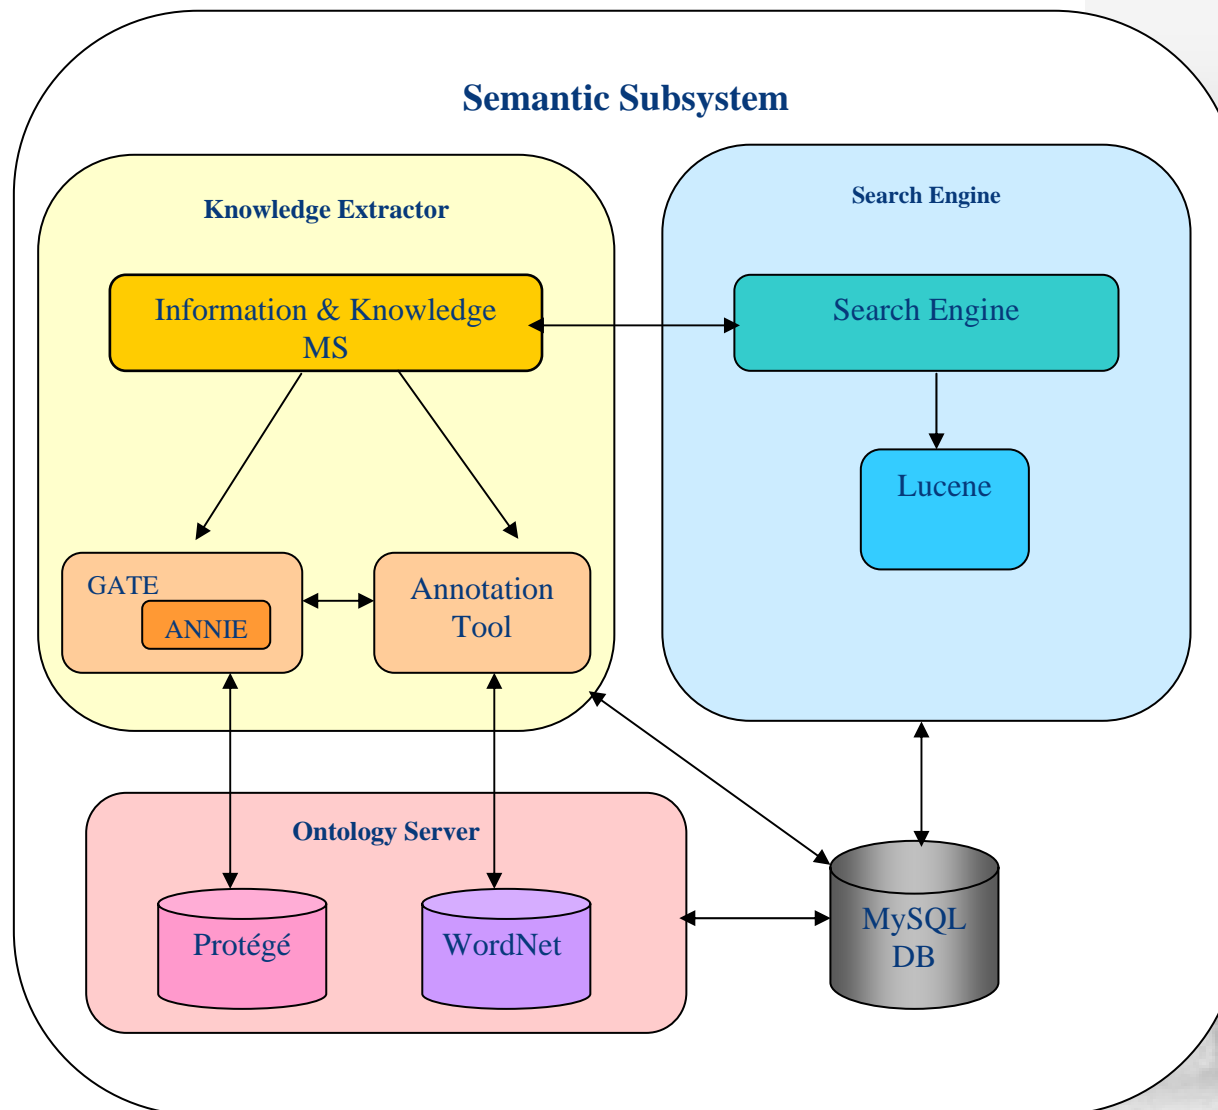 Semantic Subsystem
Knowledge Extractor
Search Engine
Information & Knowledge
MS
Search Engine
Lucene
GATE
ANNIE
Annotation
Tool
Ontology Server
Protégé
WordNet
MySQL
DB